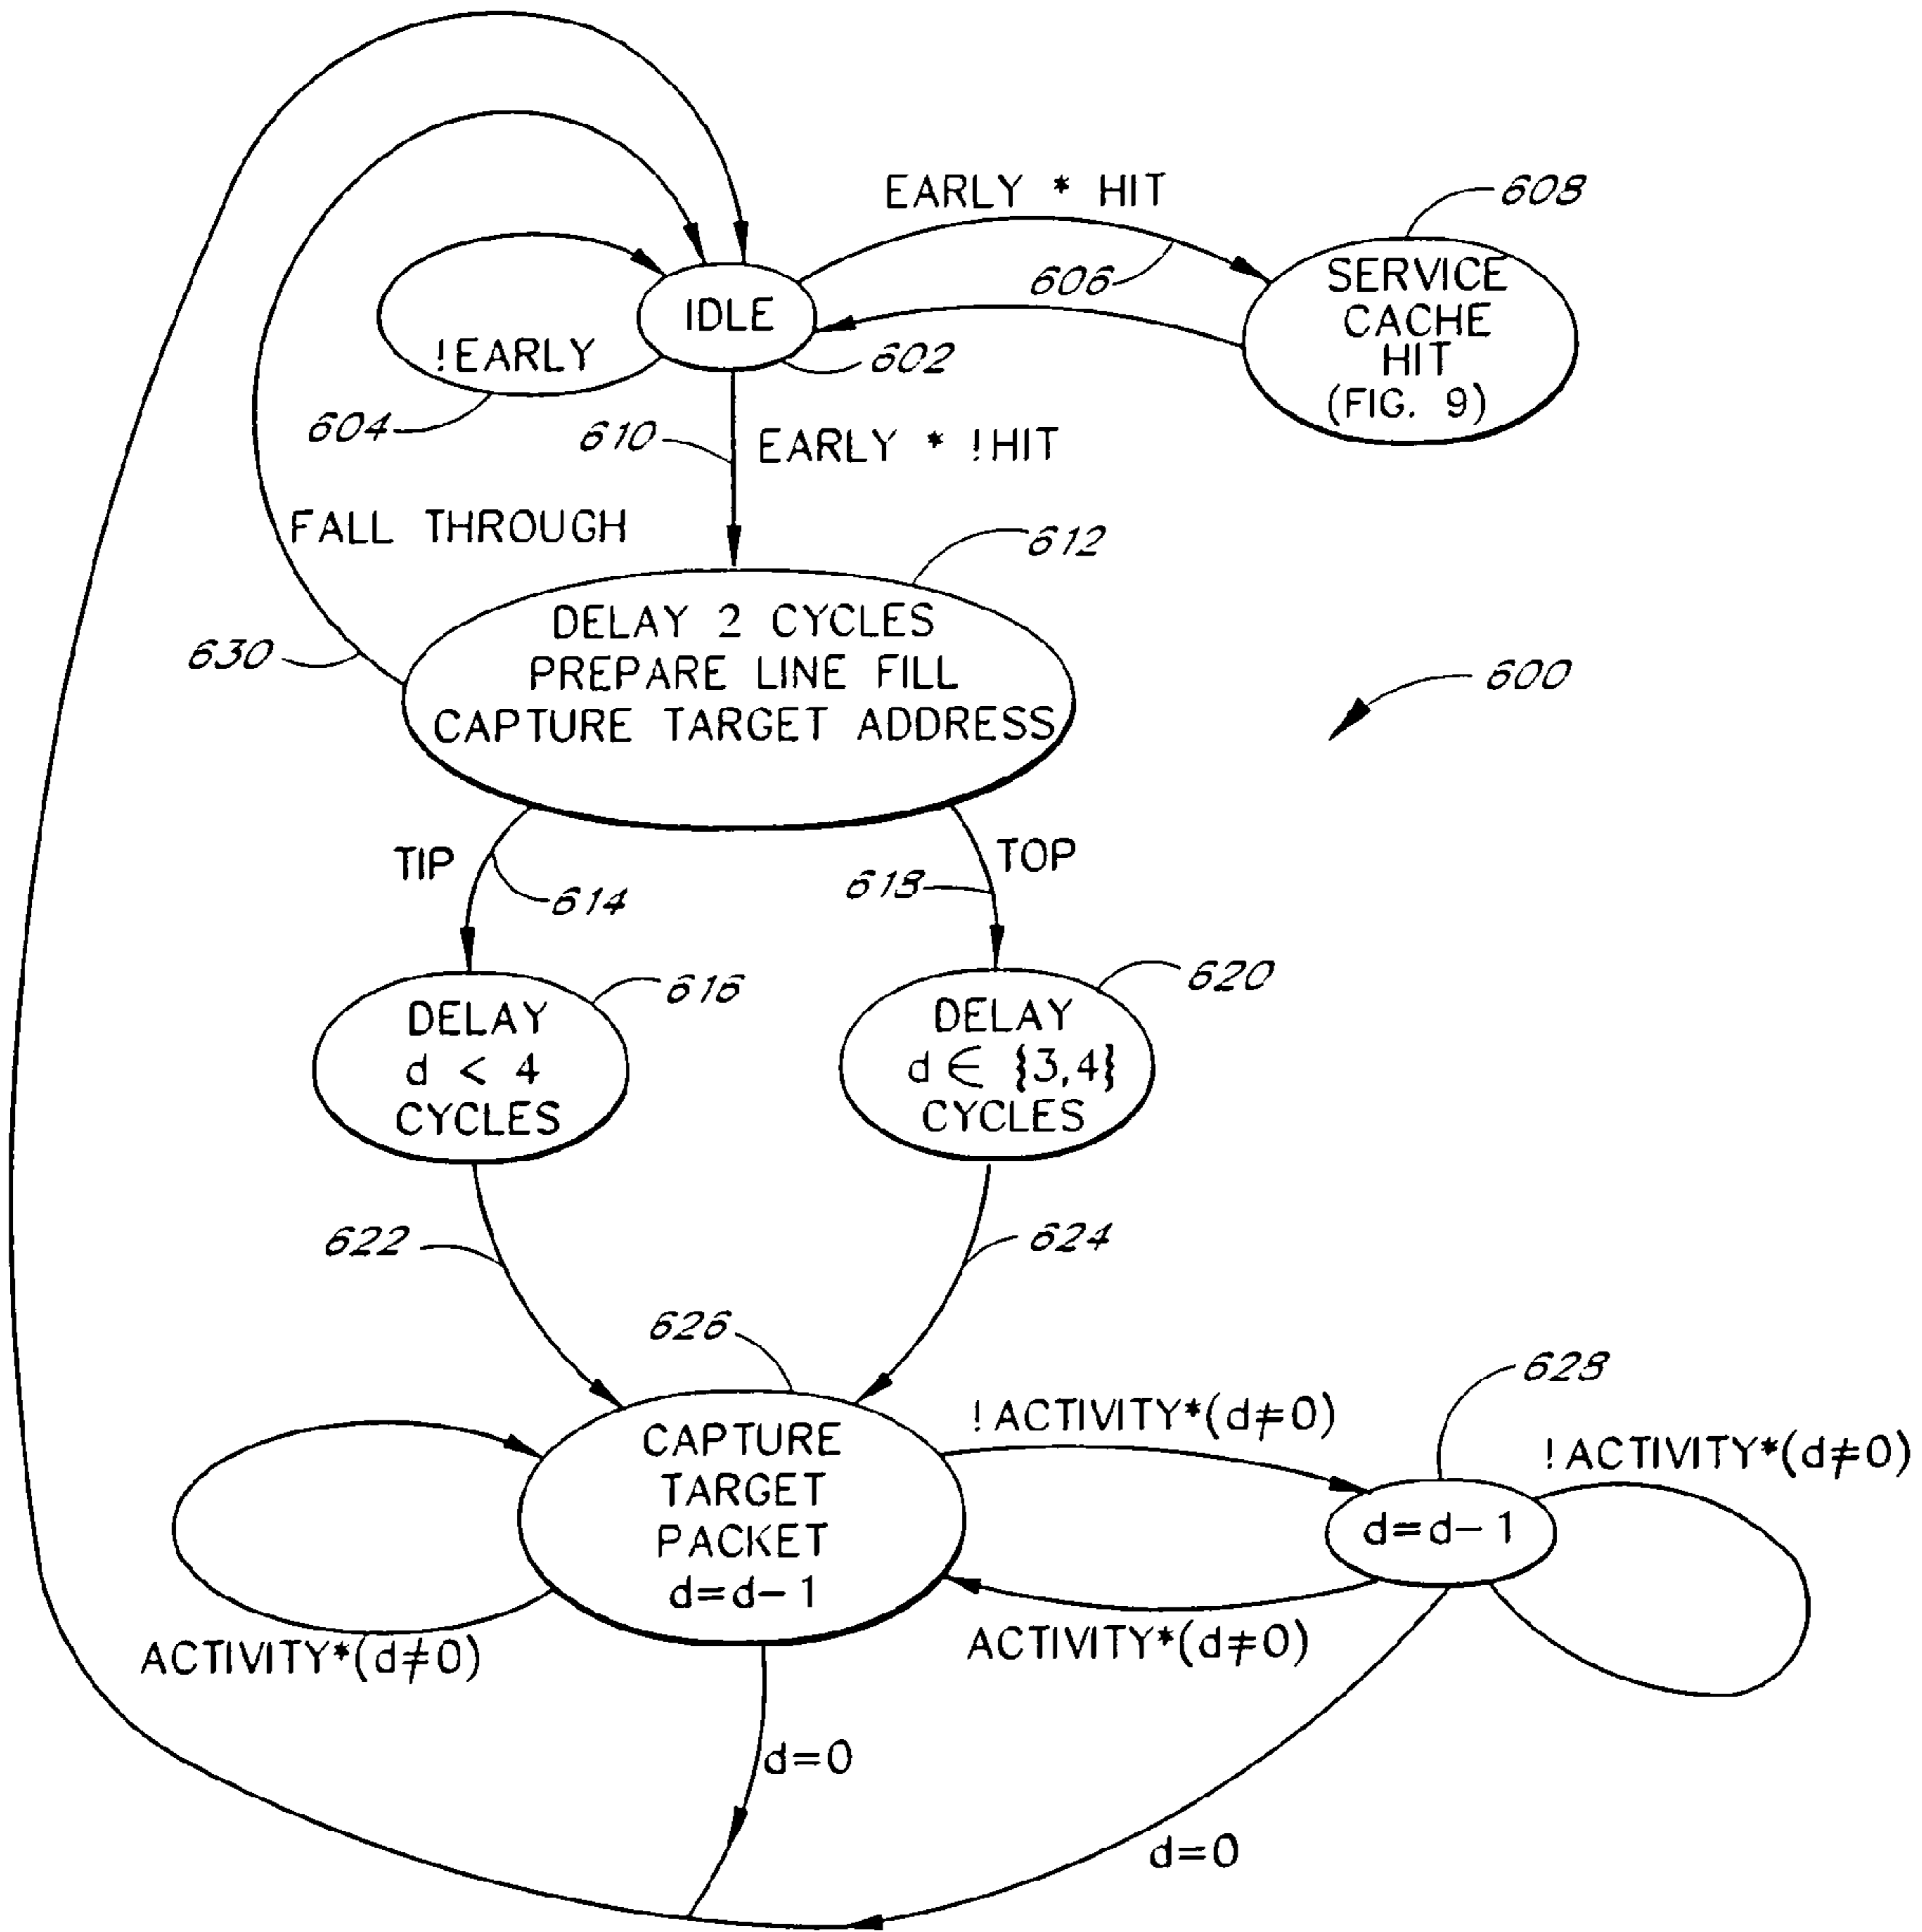 EARLY * HIT
608
606
SERVICE
CACHE
HIT
(FIG. 9)
IDLE
!EARLY
602
604
610
EARLY * !HIT
FALL THROUGH
612
DELAY 2 CYCLES
PREPARE LINE FILL
CAPTURE TARGET ADDRESS
630
600
TIP
TOP
614
618
616
620
DELAY
d < 4
CYCLES
DELAY
d ∈ {3,4}
CYCLES
622
624
626
628
!ACTIVITY*(d≠0)
!ACTIVITY*(d≠0)
CAPTURE
TARGET
PACKET
d=d-1
d=d-1
ACTIVITY*(d≠0)
ACTIVITY*(d≠0)
d=0
d=0